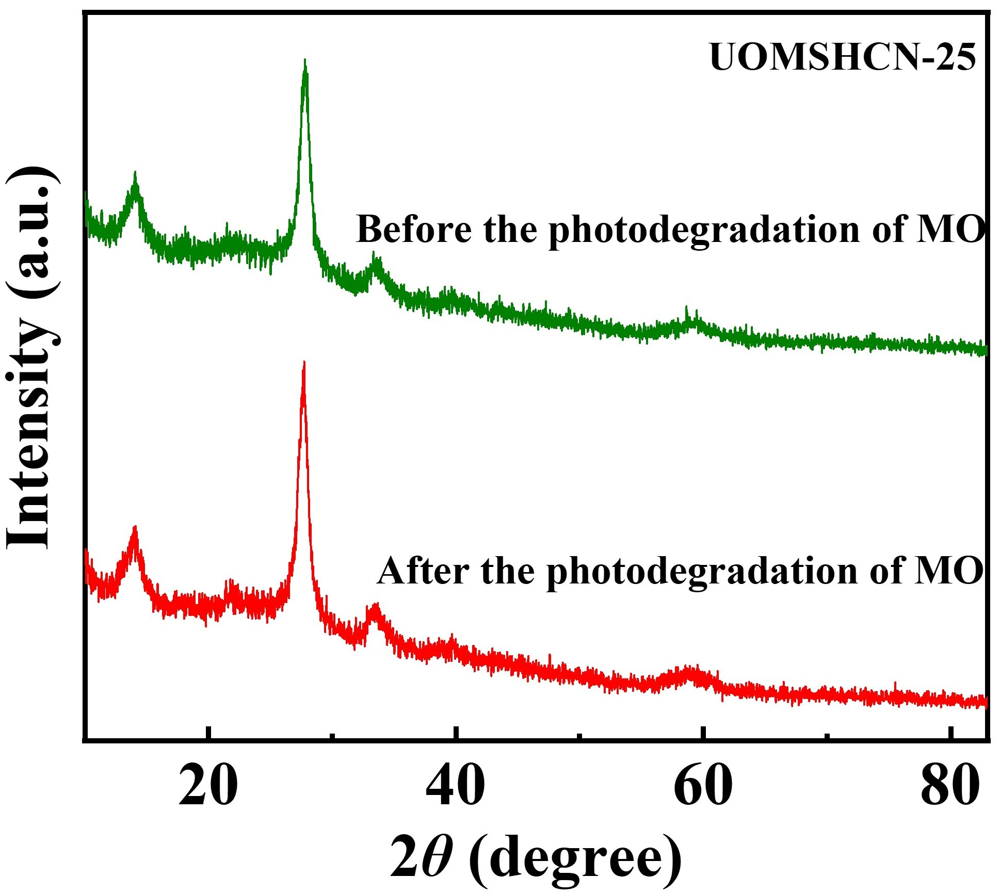 UOMSHCN-25
Before the photodegradation of MO
After the photodegradation of MO
Intensity (a.u.)
20 40 60 80
2θ (degree)